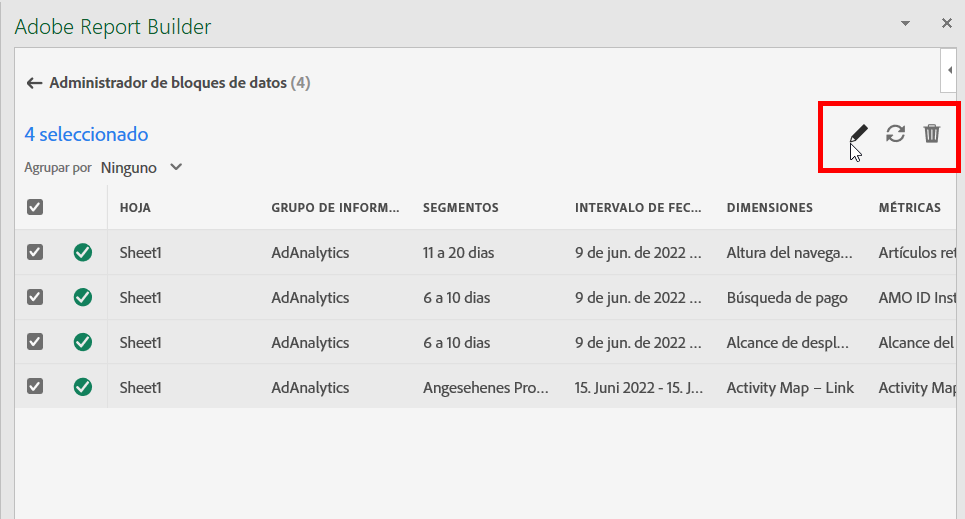 Adobe Report Builder
Administrador de bloques de datos (4)
4 seleccionado
Agrupar por Ninguno
HOJA GRUPO DE INFORM... SEGMENTOS INTERVALO DE FEC... DIMENSIONES MÉTRICAS
Sheet1 AdAnalytics 11 a 20 dias 9 de jun. de 2022 ... Altura del navega... Artículos ret
Sheet1 AdAnalytics 6 a 10 dias 9 de jun. de 2022 ... Búsqueda de pago AMO ID Inst
Sheet1 AdAnalytics 6 a 10 dias 9 de jun. de 2022 ... Alcance de despl... Alcance del
Sheet1 AdAnalytics Angesehenes Pro... 15. Juni 2022 - 15. J... Activity Map – Link Activity Map